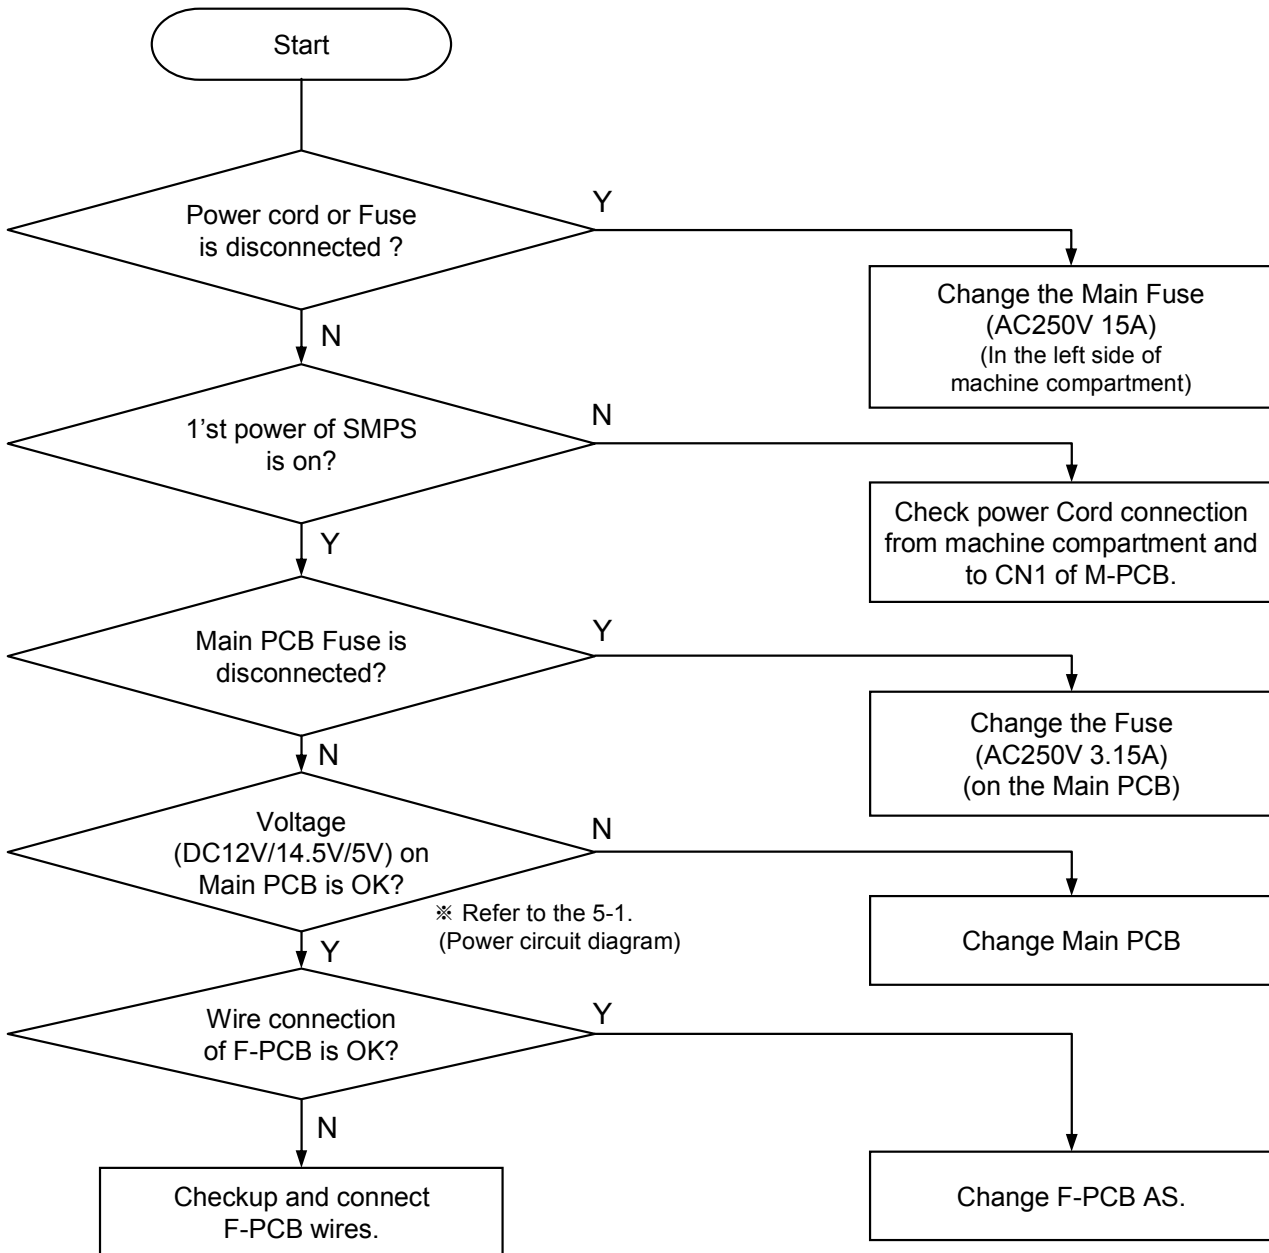 Start
Power cord or Fuse
is disconnected ?
Y
Change the Main Fuse
(AC250V 15A)
(In the left side of
machine compartment)
N
1'st power of SMPS
is on?
N
Check power Cord connection
from machine compartment and
to CN1 of M-PCB.
Y
Main PCB Fuse is
disconnected?
Y
Change the Fuse
(AC250V 3.15A)
(on the Main PCB)
N
Voltage
(DC12V/14.5V/5V) on
Main PCB is OK?
N
※ Refer to the 5-1.
(Power circuit diagram)
Change Main PCB
Y
Wire connection
of F-PCB is OK?
Y
Change F-PCB AS.
N
Checkup and connect
F-PCB wires.